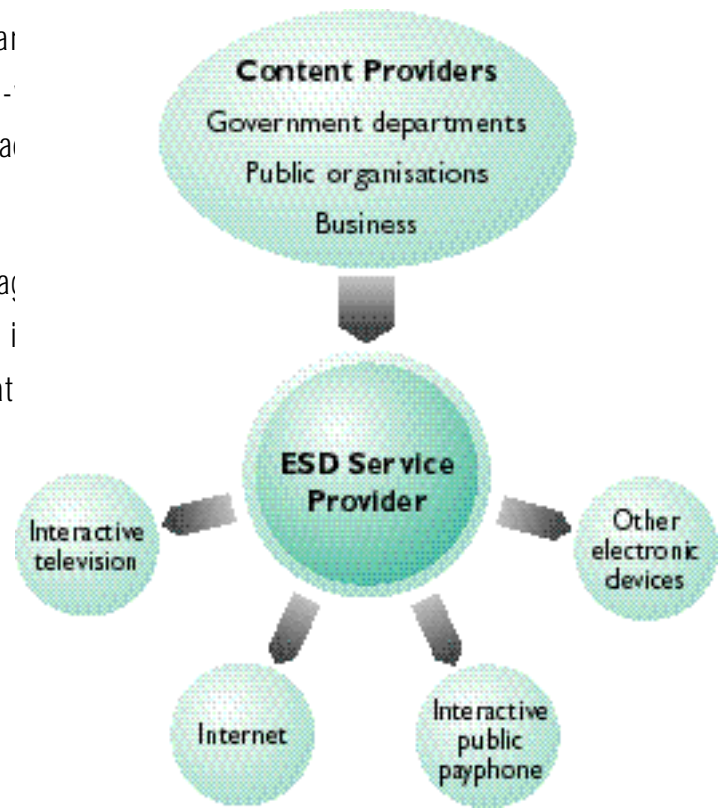 Content Providers
Government departments
Public organisations
Business
ESD Service
Provider
Interactive
television
Other
electronic
devices
Internet
Interactive
public
payphone